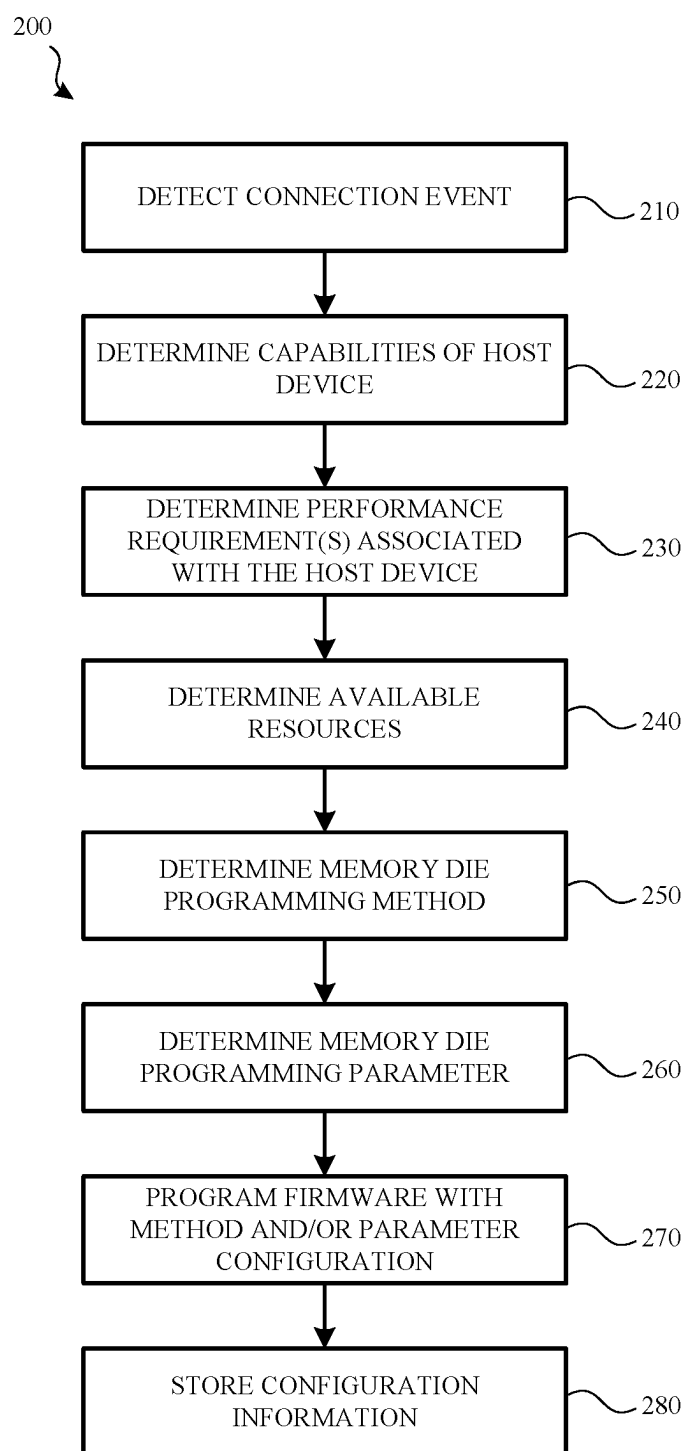 200
DETECT CONNECTION EVENT
210
DETERMINE CAPABILITIES OF HOST
DEVICE
220
DETERMINE PERFORMANCE
REQUIREMENT(S) ASSOCIATED
WITH THE HOST DEVICE
230
DETERMINE AVAILABLE
RESOURCES
240
DETERMINE MEMORY DIE
PROGRAMMING METHOD
250
DETERMINE MEMORY DIE
PROGRAMMING PARAMETER
260
PROGRAM FIRMWARE WITH
METHOD AND/OR PARAMETER
CONFIGURATION
270
STORE CONFIGURATION
INFORMATION
280